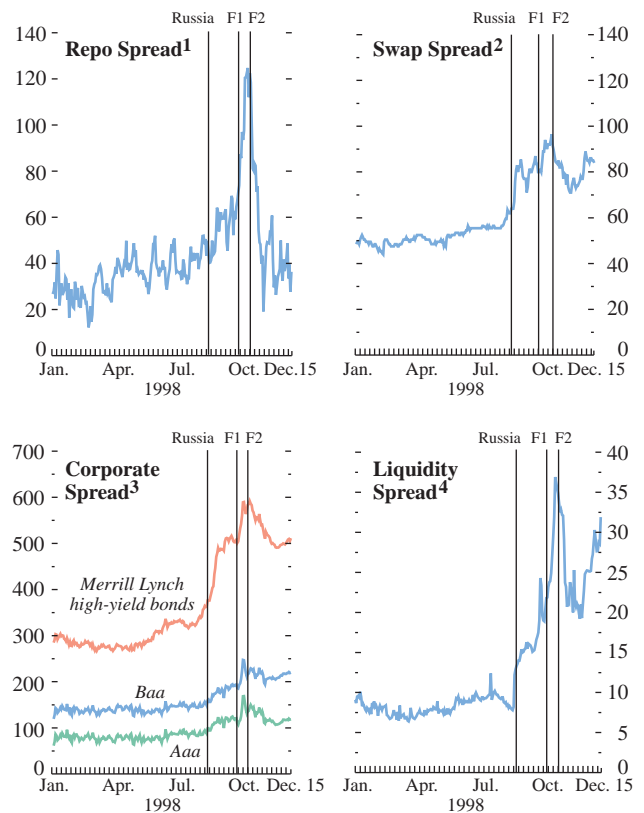 Russia F1 F2
Repo Spread1
140
120
100
80
60
40
20
0
Jan. Apr. Jul. Oct. Dec. 15
1998
Russia F1 F2
Swap Spread2
140
120
100
80
60
40
20
0
Jan. Apr. Jul. Oct. Dec. 15
1998
Russia F1 F2
Corporate
Spread3
700
600
500
400
300
200
100
0
Merrill Lynch
high-yield bonds
Baa
Aaa
Jan. Apr. Jul. Oct. Dec. 15
1998
Russia F1 F2
Liquidity
Spread4
40
35
30
25
20
15
10
5
0
Jan. Apr. Jul. Oct. Dec. 15
1998